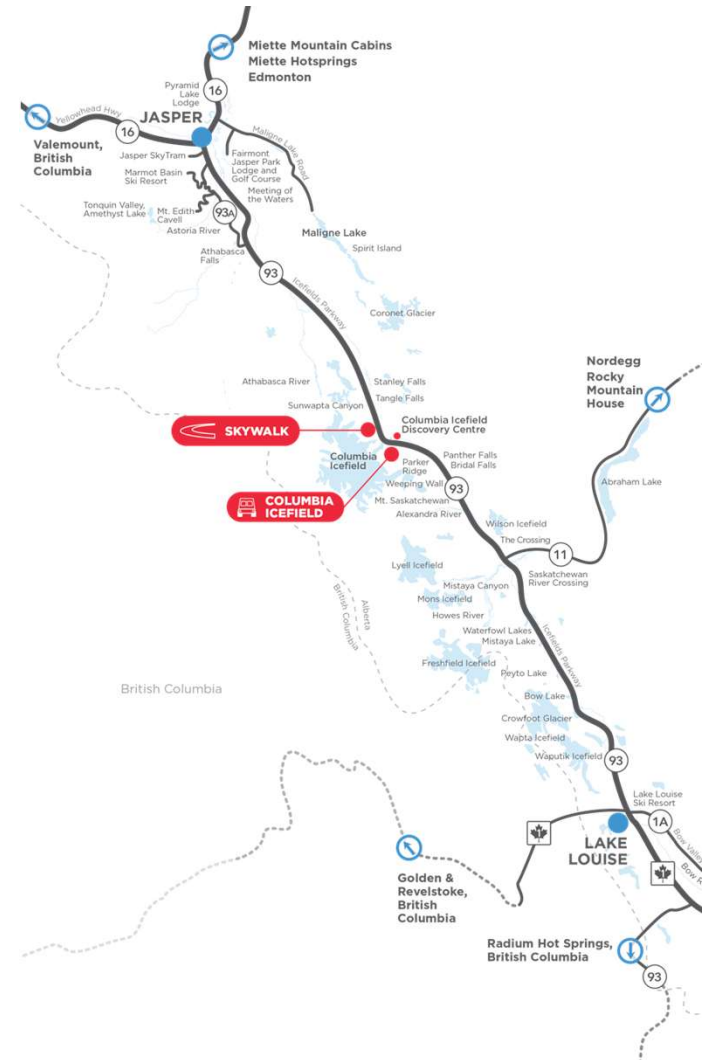 Miette Mountain Cabins
Miette Hotsprings
Edmonton
Pyramid
Lake
Lodge
16
Yellowhead Hwy
16
JASPER
Valemount,
British
Columbia
Maligne Lake Road
Jasper SkyTram
Fairmont
Jasper Park
Lodge and
Golf Course
Marmot Basin
Ski Resort
Meeting of
the Waters
Tonquin Valley,
Amethyst Lake
Mt. Edith
Cavell
93A
Astoria River
Maligne Lake
Spirit Island
Athabasca
Falls
93
Icefields Parkway
Coronet Glacier
Nordegg
Rocky
Mountain
House
Athabasca River
Stanley Falls
Tangle Falls
Sunwapta Canyon
SKYWALK
Columbia Icefield
Discovery Centre
Columbia
Icefield
Panther Falls
Bridal Falls
Parker
Ridge
Weeping Wall
93
Abraham Lake
COLUMBIA
ICEFIELD
Mt. Saskatchewan
Alexandra River
Wilson Icefield
The Crossing
11
Lyell Icefield
Saskatchewan
River Crossing
Mistaya Canyon
Mons Icefield
Alberta
British Columbia
Howes River
Waterfowl Lakes
Mistaya Lake
Icefields Parkway
Freshfield Icefield
Peyto Lake
British Columbia
Bow Lake
Crowfoot Glacier
Wapta Icefield
Waputik Icefield
93
Lake Louise
Ski Resort
1A
1
LAKE
LOUISE
Bow Valley
Bow R
1
Golden &
Revelstoke,
British
Columbia
Radium Hot Springs,
British Columbia
93